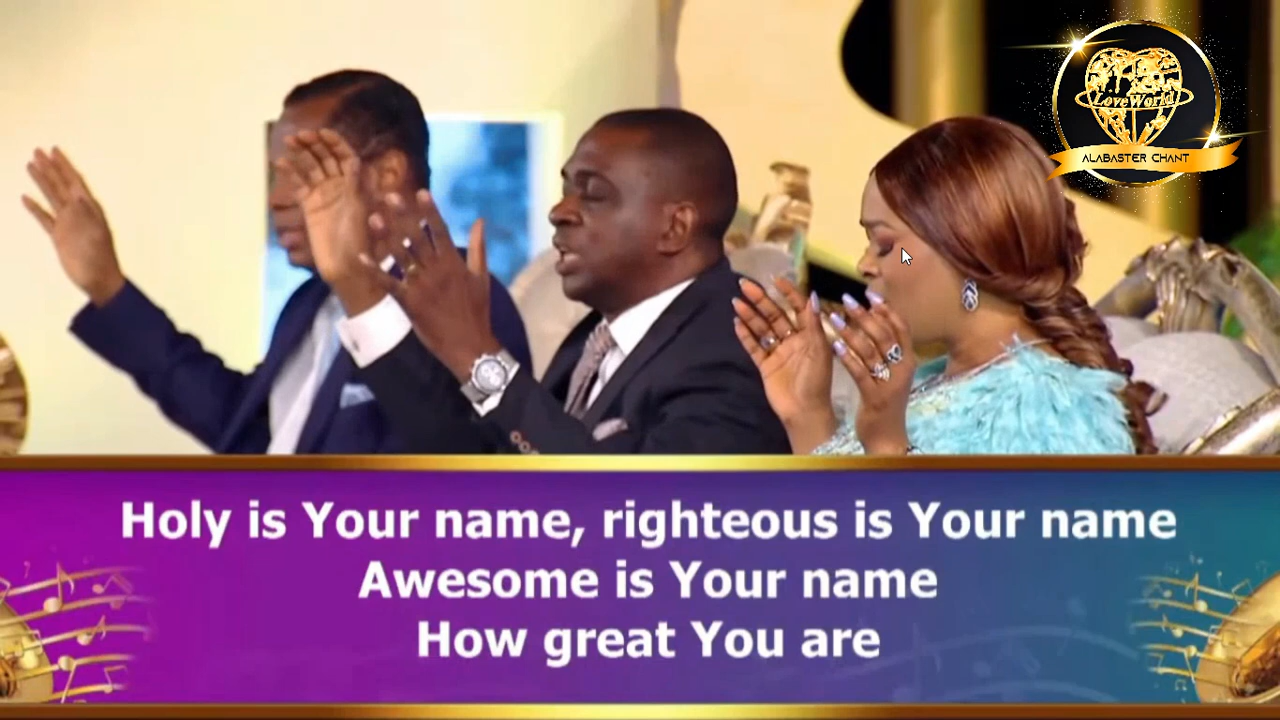 LoveWorld
ALABASTER CHANT
Holy is Your name, righteous is Your name
Awesome is Your name
How great You are